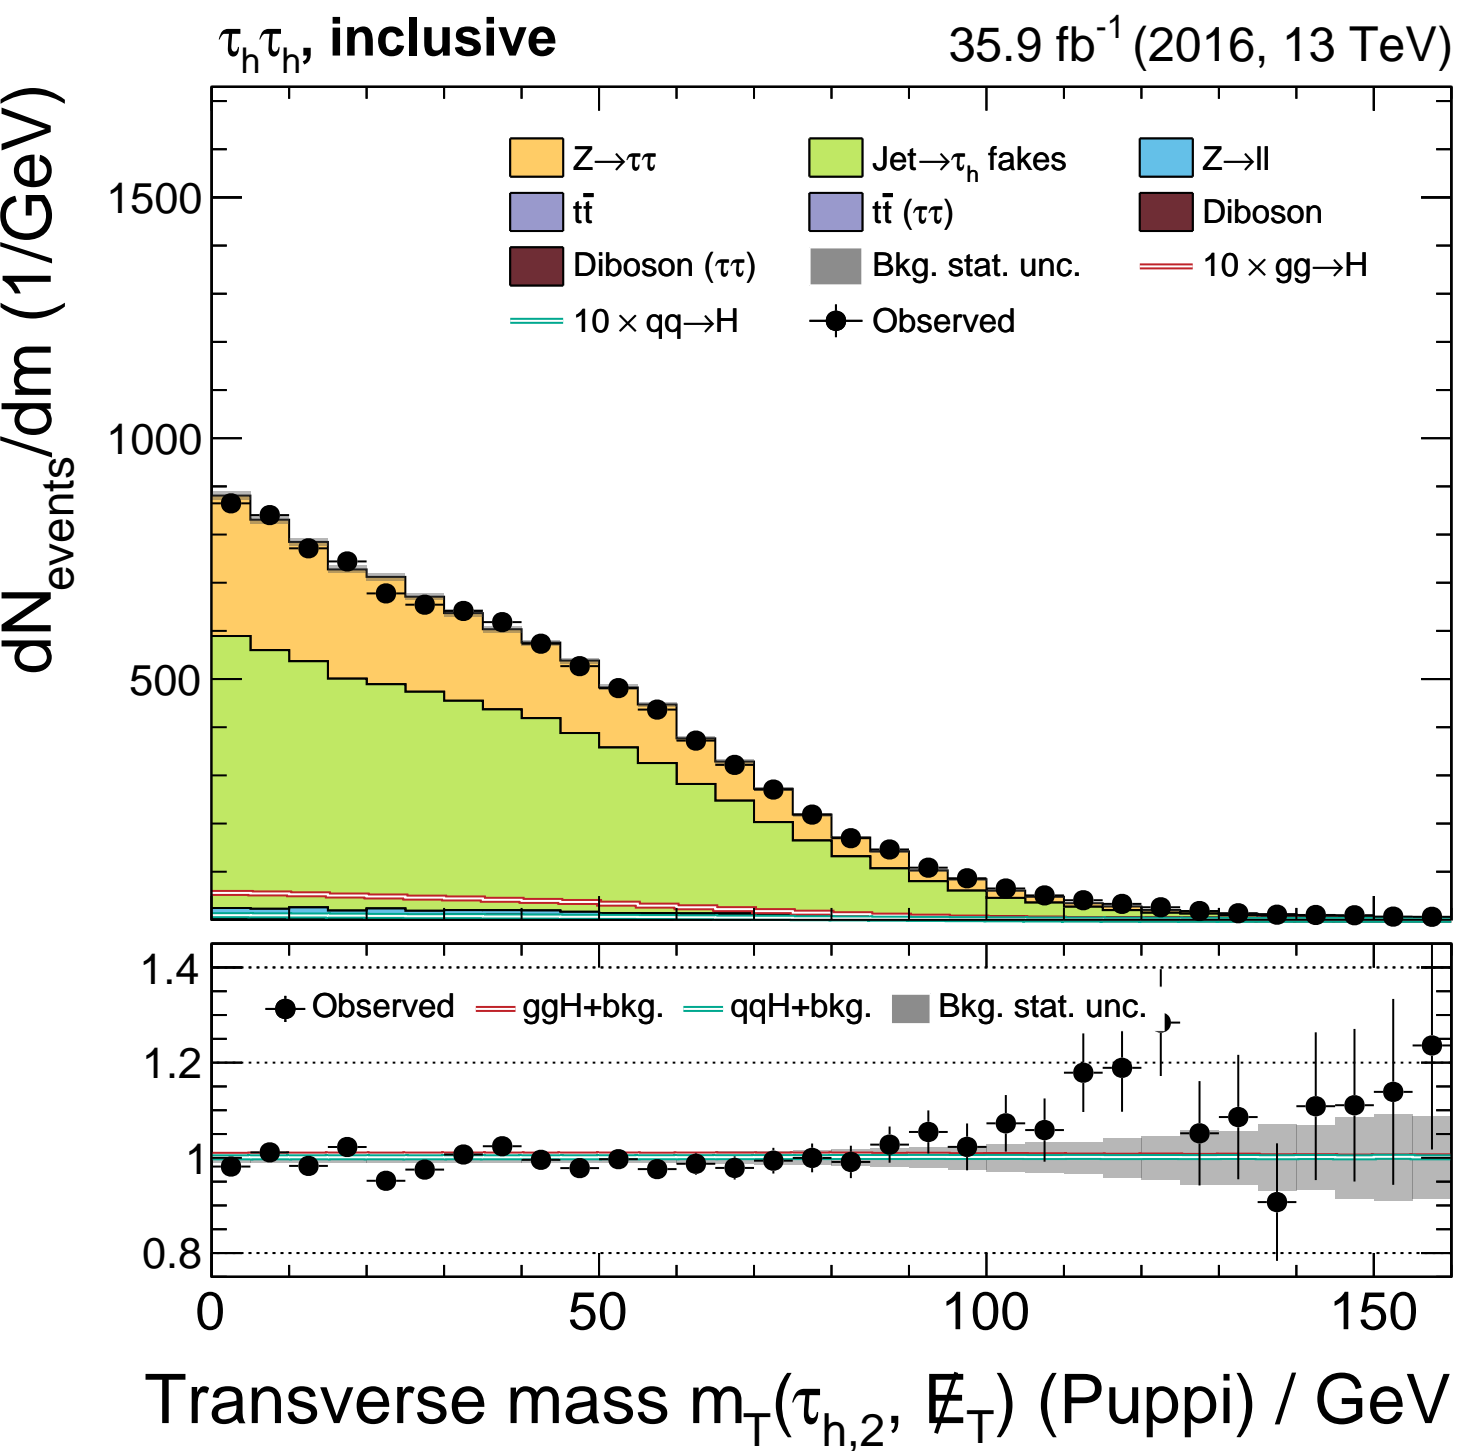 τhτh, inclusive
35.9 fb-1 (2016, 13 TeV)
dNevents/dm (1/GeV)
Z→ττ
Jet→τh fakes
Z→ll
tt̄
tt̄ (ττ)
Diboson
Diboson (ττ)
Bkg. stat. unc.
10 × gg→H
10 × qq→H
Observed
1500
1000
500
1.4
1.2
1
0.8
Observed
ggH+bkg.
qqH+bkg.
Bkg. stat. unc.
0
50
100
150
Transverse mass mT(τh,2, E̸T) (Puppi) / GeV